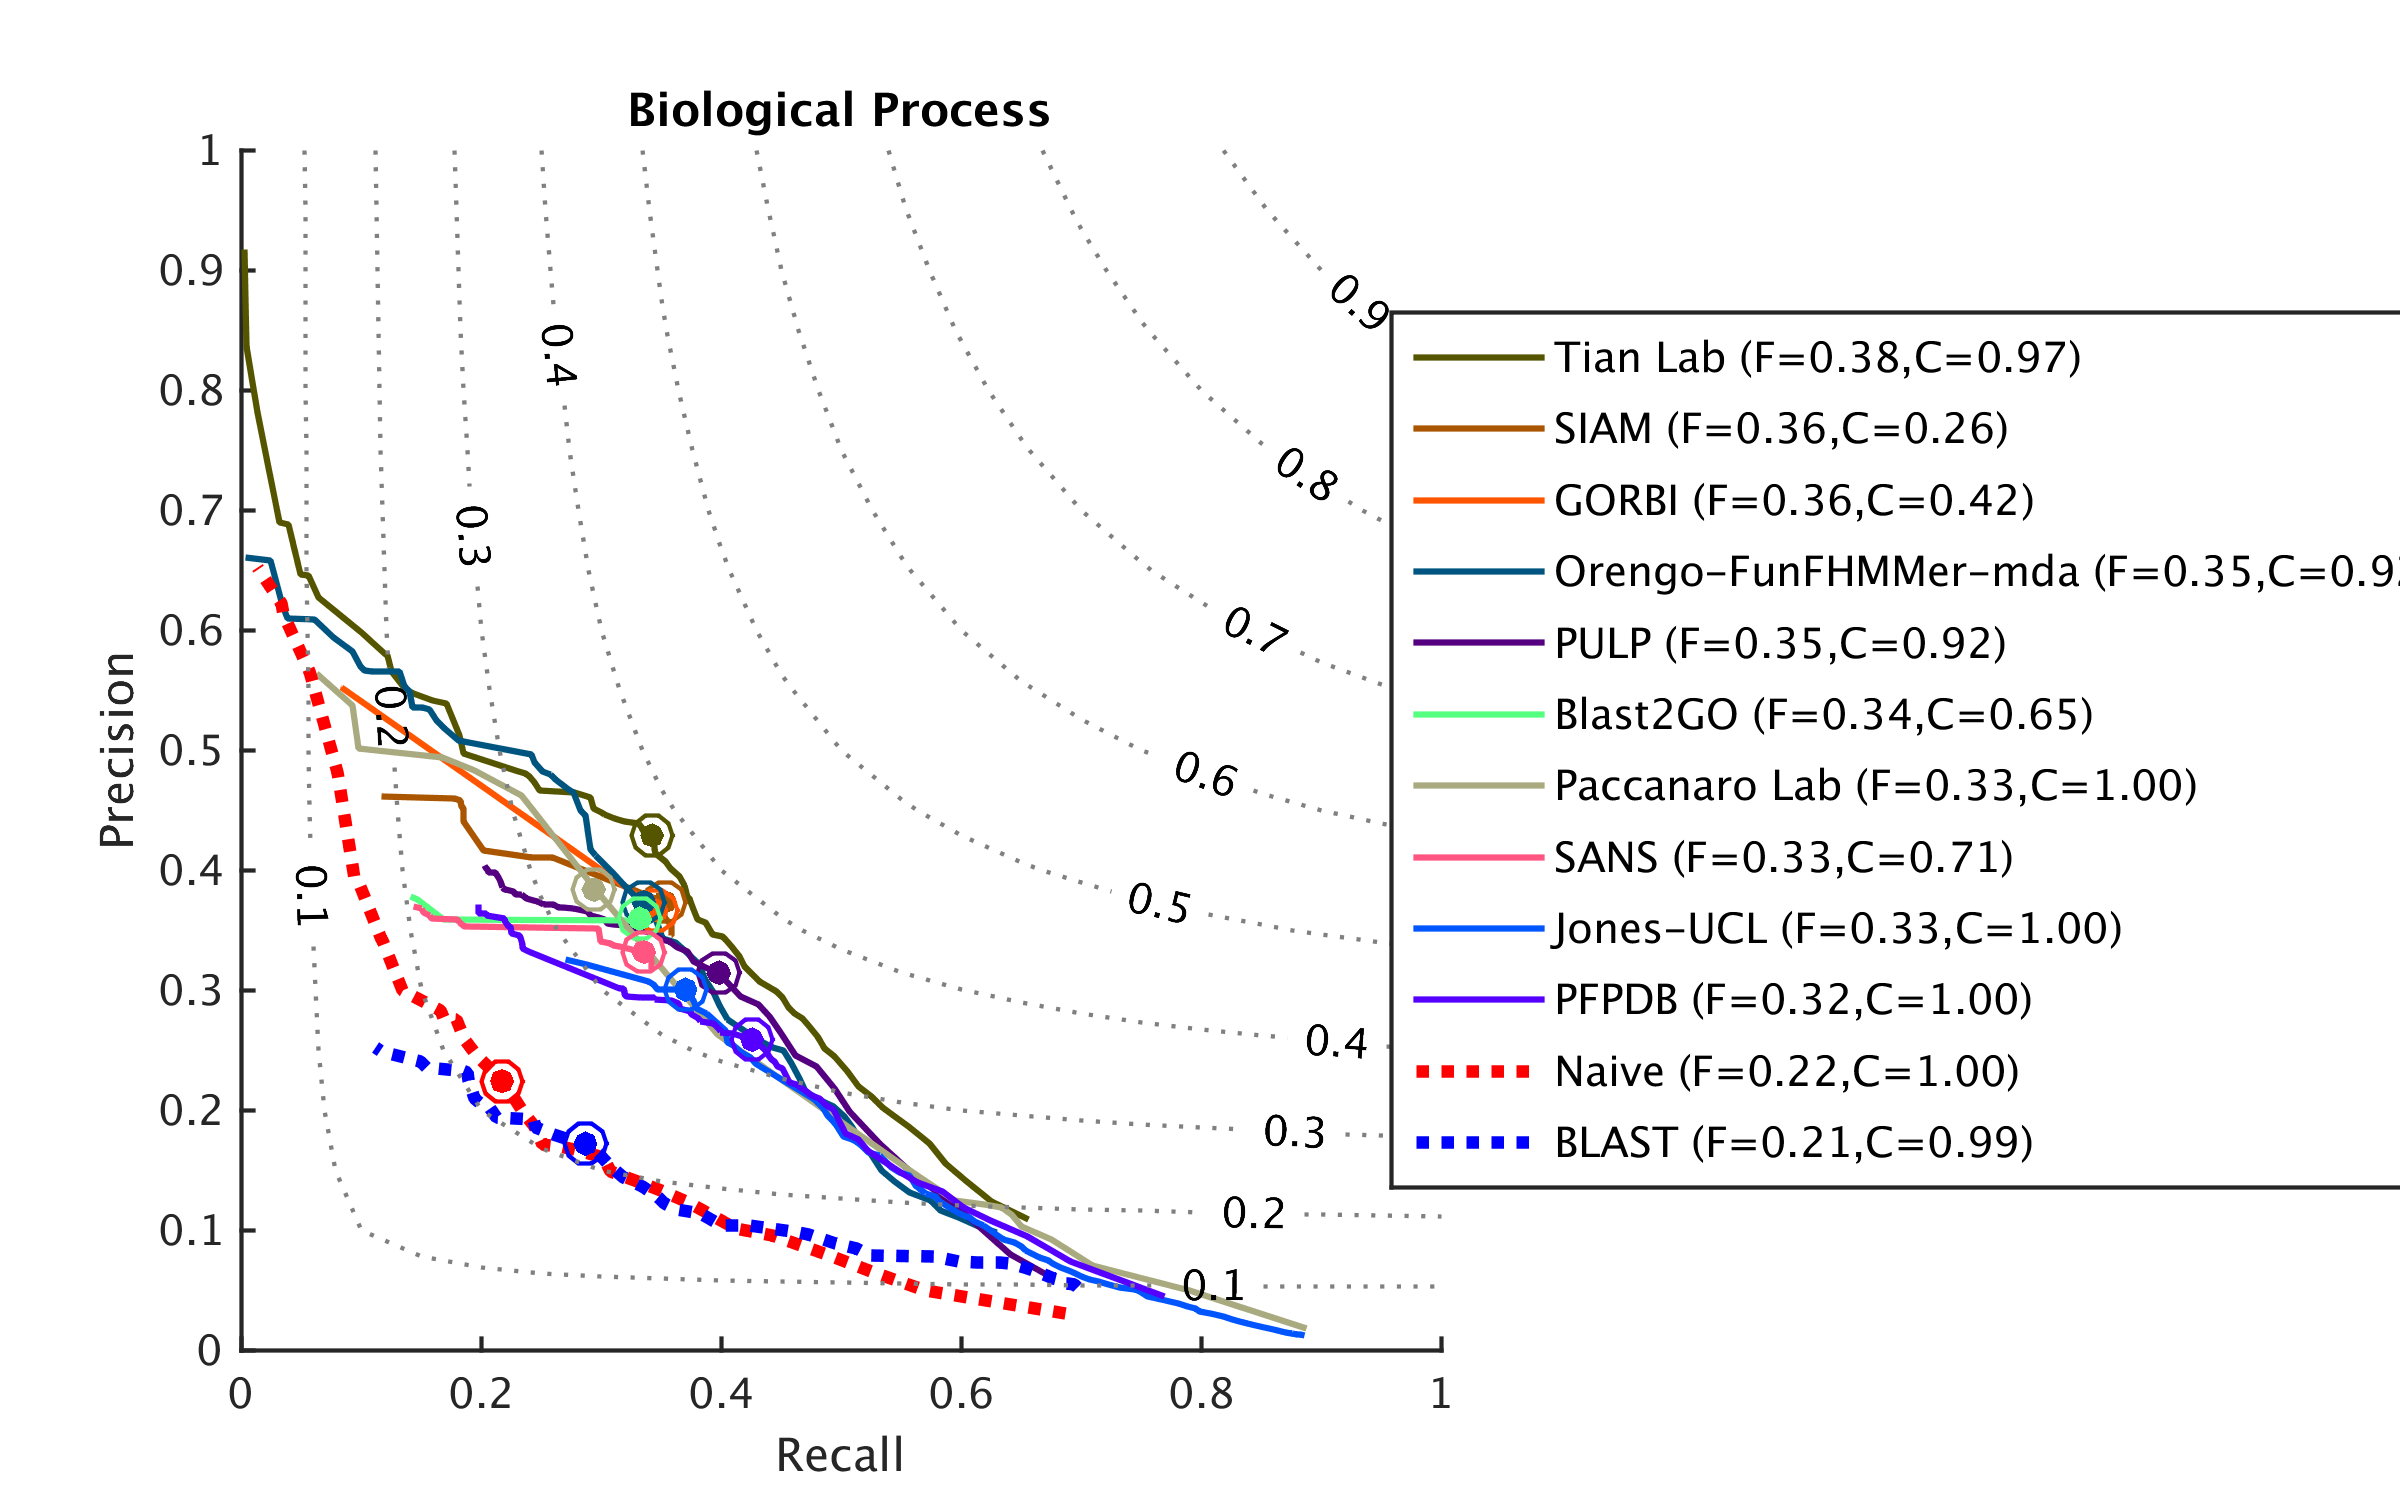 Biological Process
Precision
1
0.9
0.8
0.7
0.6
0.5
0.4
0.3
0.2
0.1
0
0
0.2
0.4
0.6
0.8
1
Recall
0.1
0.2
0.3
0.4
0.9
0.8
0.7
0.6
0.5
0.4
0.3
0.2
0.1
Tian Lab (F=0.38,C=0.97)
SIAM (F=0.36,C=0.26)
GORBI (F=0.36,C=0.42)
Orengo-FunFHMMer-mda (F=0.35,C=0.92
PULP (F=0.35,C=0.92)
Blast2GO (F=0.34,C=0.65)
Paccanaro Lab (F=0.33,C=1.00)
SANS (F=0.33,C=0.71)
Jones-UCL (F=0.33,C=1.00)
PFPDB (F=0.32,C=1.00)
Naive (F=0.22,C=1.00)
BLAST (F=0.21,C=0.99)